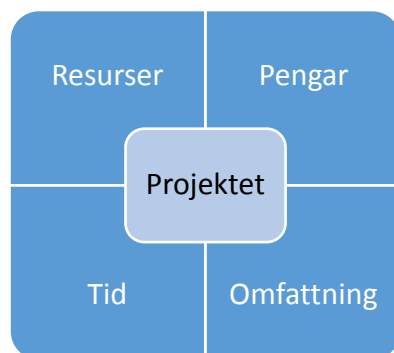 Resurser
Pengar
Projektet
Tid
Omfattning